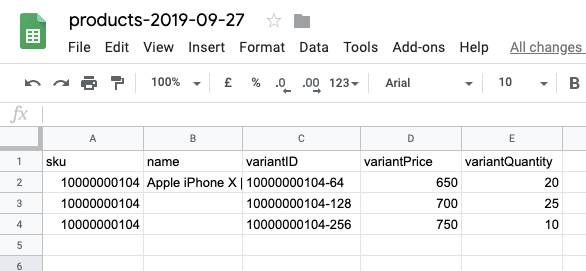 products-2019-09-27
File Edit View Insert Format Data Tools Add-ons Help All changes
100% £ % .0 .00 123 Arial 10 B
fx
A B C D E
1 sku name variantID variantPrice variantQuantity
2 10000000104 Apple iPhone X | 10000000104-64 650 20
3 10000000104 10000000104-128 700 25
4 10000000104 10000000104-256 750 10
5
6